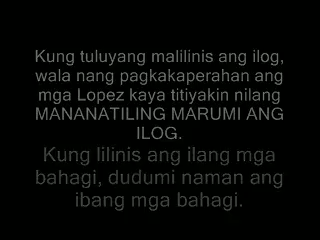 Kung tuluyang malilinis ang ilog,
wala nang pagkakaperahan ang
mga Lopez kaya titiyakin nilang
MANANATILING MARUMI ANG
ILOG.
Kung lilinis ang ilang mga
bahagi, dudumi naman ang
ibang mga bahagi.